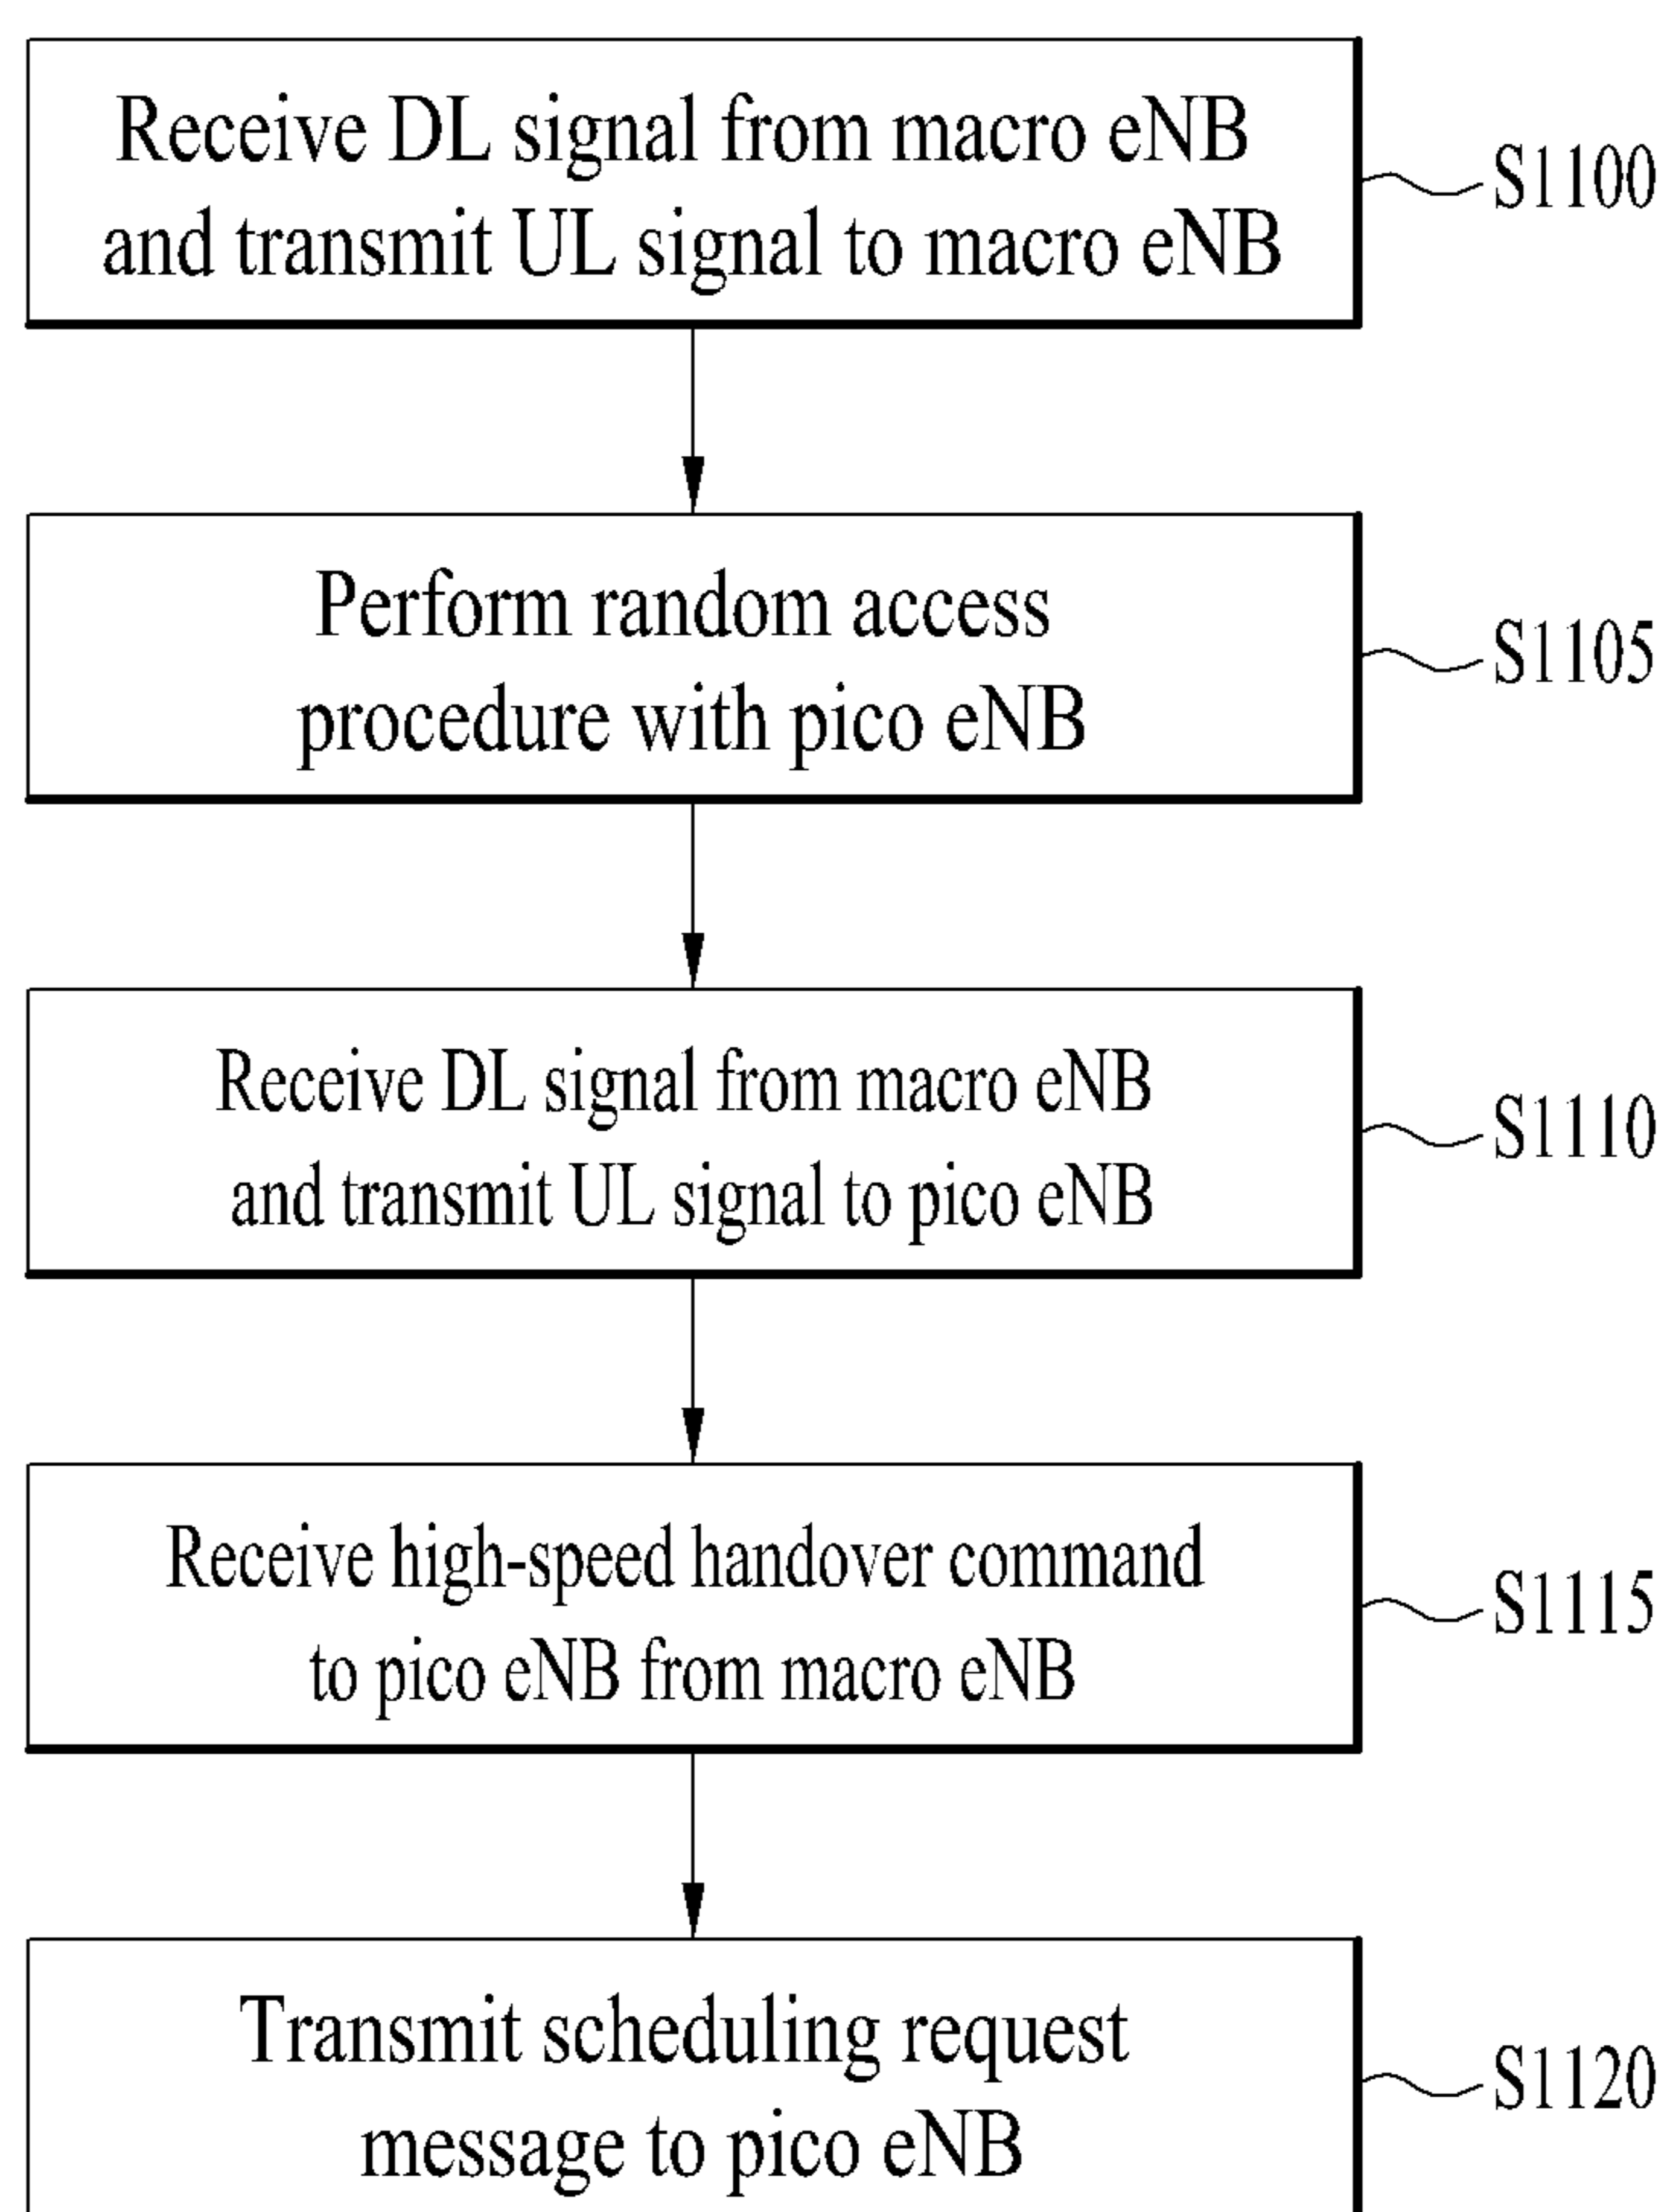 Receive DL signal from macro eNB
and transmit UL signal to macro eNB
S1100
Perform random access
procedure with pico eNB
S1105
Receive DL signal from macro eNB
and transmit UL signal to pico eNB
S1110
Receive high-speed handover command
to pico eNB from macro eNB
S1115
Transmit scheduling request
message to pico eNB
S1120